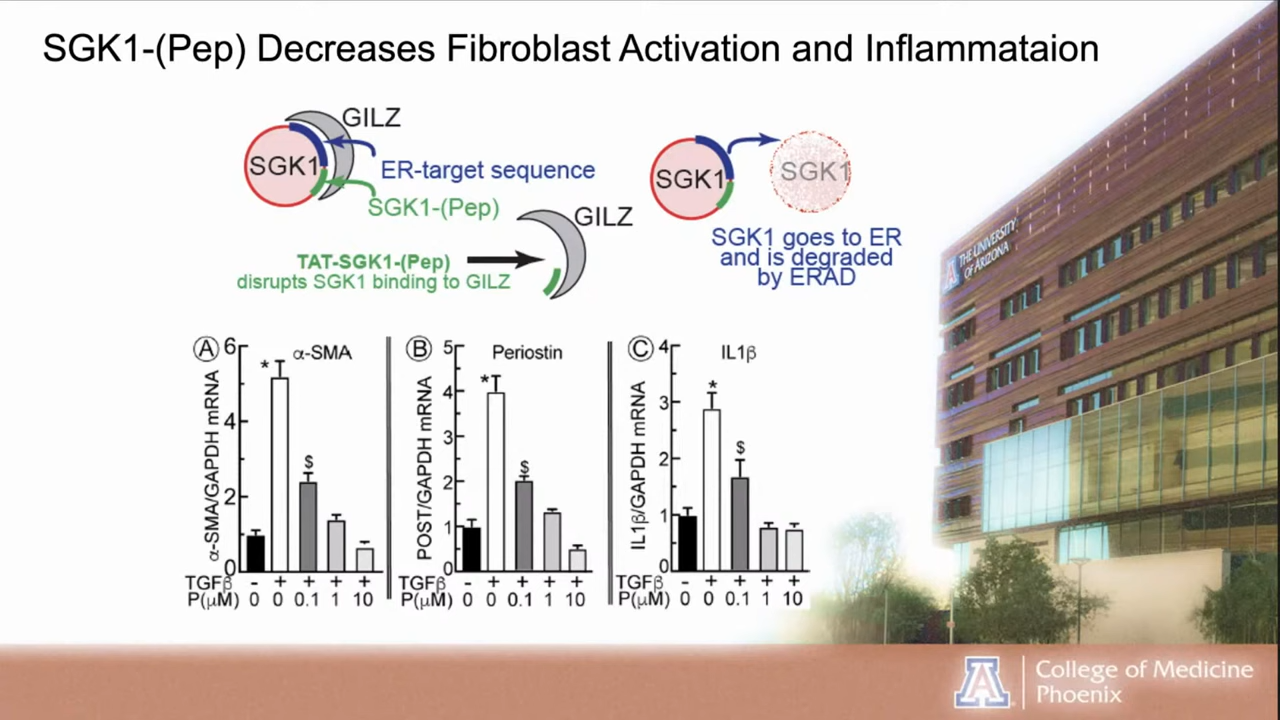 SGK1-(Pep) Decreases Fibroblast Activation and Inflammataion
GILZ
SGK1
ER-target sequence
SGK1-(Pep)
GILZ
TAT-SGK1-(Pep)
disrupts SGK1 binding to GILZ
SGK1
SGK1
SGK1 goes to ER
and is degraded
by ERAD
THE UNIVERSITY
OF ARIZONA
A
α-SMA
α-SMA/GAPDH mRNA
6
4
2
0
*
$
TGFβ - + + + +
P(μM) 0 0 0.1 1 10
B
Periostin
POST/GAPDH mRNA
5
4
3
2
1
0
*
$
TGFβ - + + + +
P(μM) 0 0 0.1 1 10
C
IL1β
IL1β/GAPDH mRNA
4
3
2
1
0
*
$
TGFβ - + + + +
P(μM) 0 0 0.1 1 10
A
College of Medicine
Phoenix